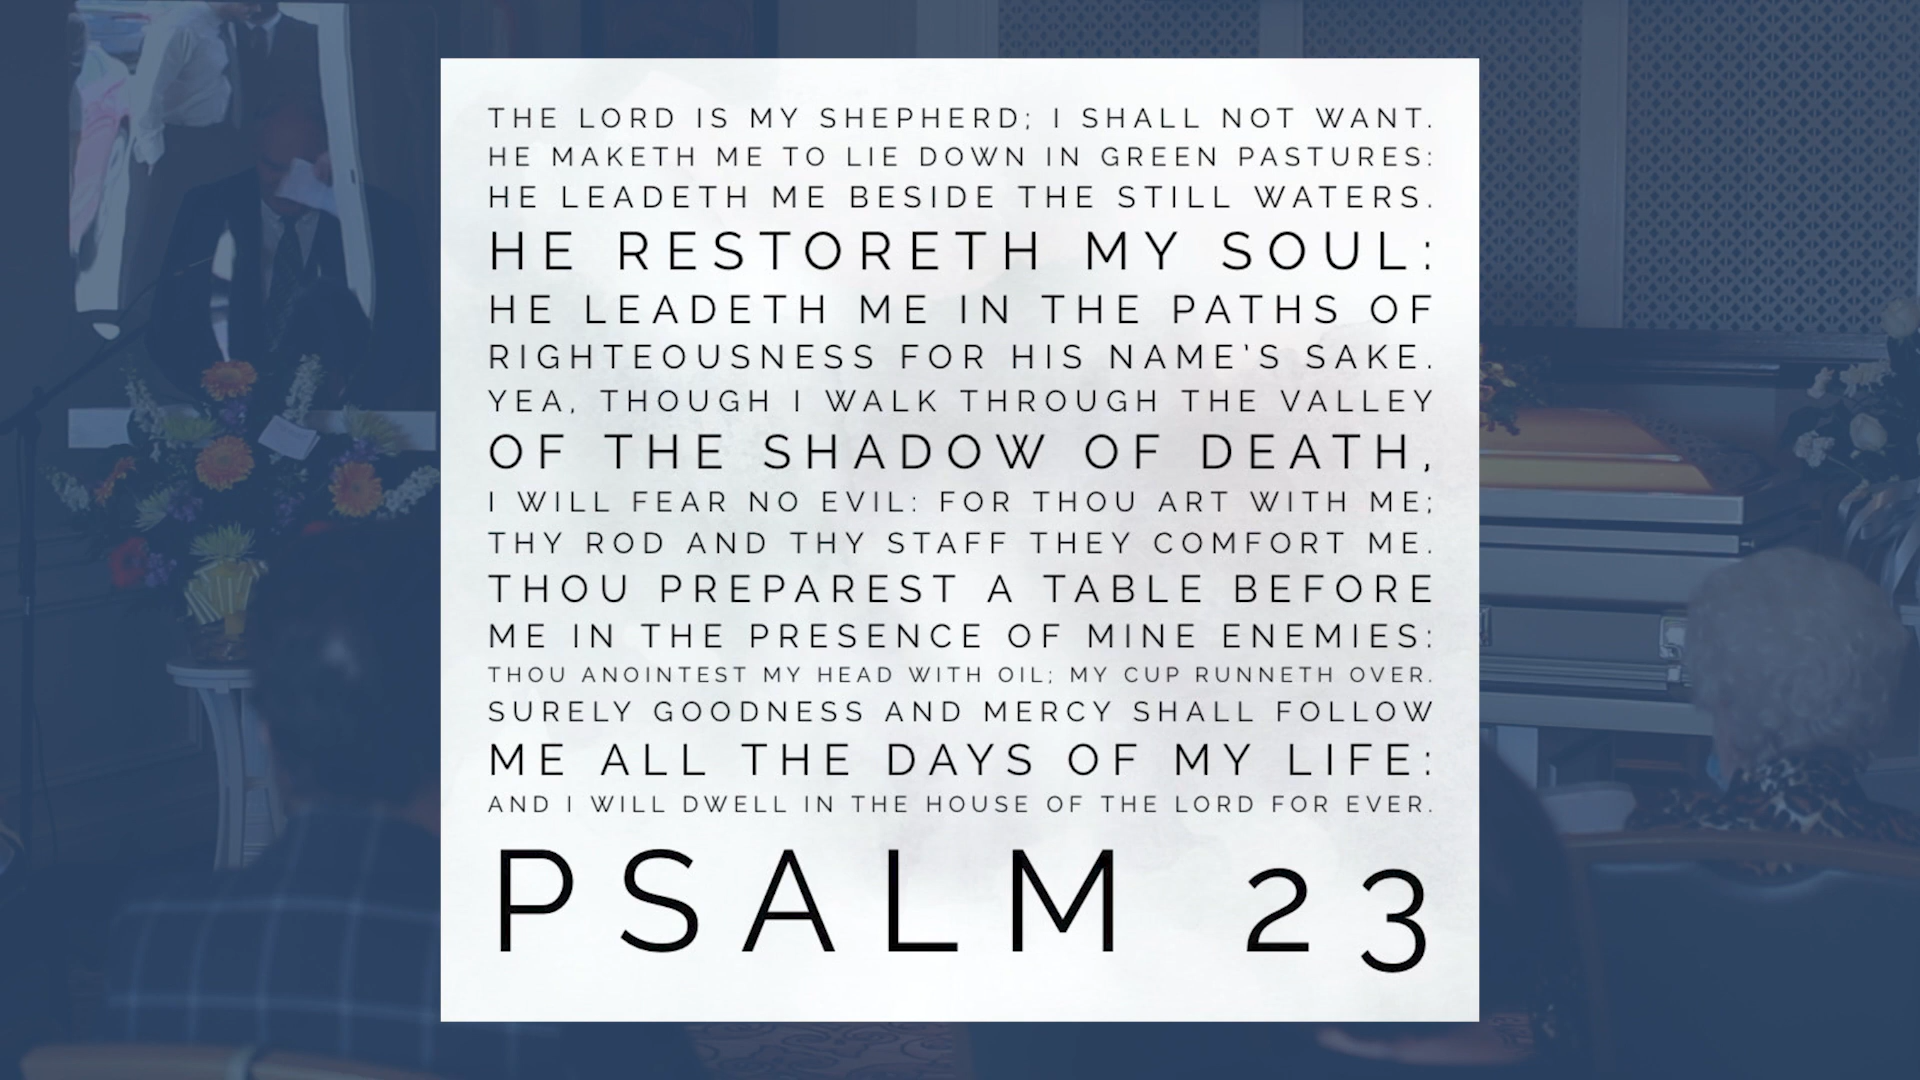 THE LORD IS MY SHEPHERD; I SHALL NOT WANT.
HE MAKETH ME TO LIE DOWN IN GREEN PASTURES:
HE LEADETH ME BESIDE THE STILL WATERS.
HE RESTORETH MY SOUL:
HE LEADETH ME IN THE PATHS OF
RIGHTEOUSNESS FOR HIS NAME'S SAKE.
YEA, THOUGH I WALK THROUGH THE VALLEY
OF THE SHADOW OF DEATH,
I WILL FEAR NO EVIL: FOR THOU ART WITH ME;
THY ROD AND THY STAFF THEY COMFORT ME.
THOU PREPAREST A TABLE BEFORE
ME IN THE PRESENCE OF MINE ENEMIES:
THOU ANOINTEST MY HEAD WITH OIL; MY CUP RUNNETH OVER.
SURELY GOODNESS AND MERCY SHALL FOLLOW
ME ALL THE DAYS OF MY LIFE:
AND I WILL DWELL IN THE HOUSE OF THE LORD FOR EVER.
PSALM 23